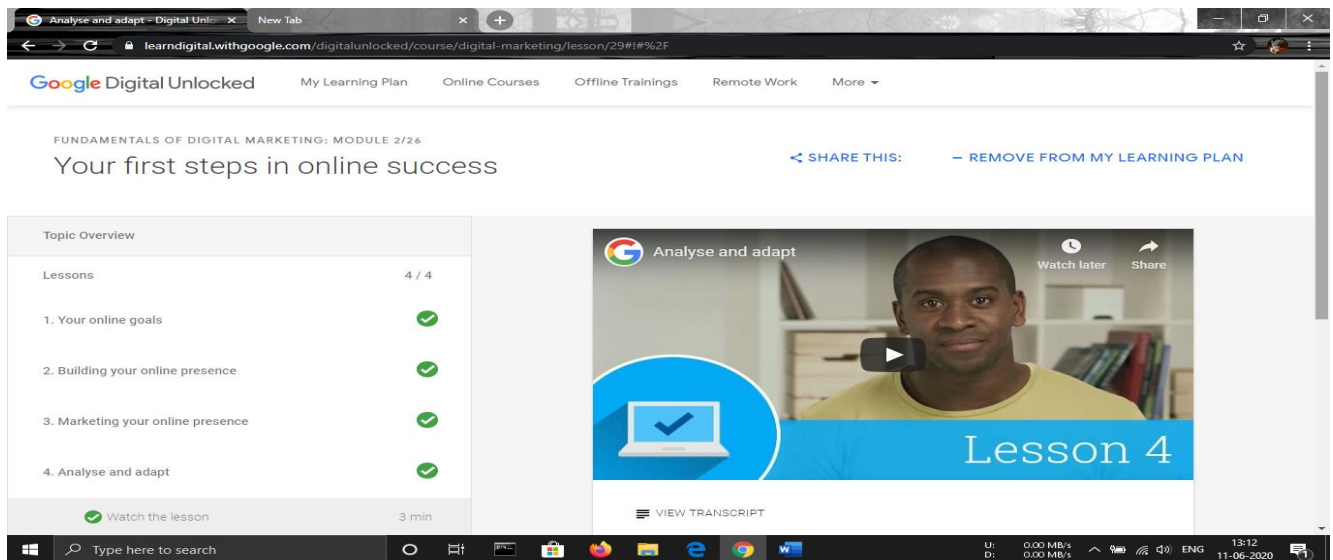 Analyse and adapt - Digital Unlo
New Tab
learndigital.withgoogle.com/digitalunlocked/course/digital-marketing/lesson/29#!#%2F
Google Digital Unlocked My Learning Plan Online Courses Offline Trainings Remote Work More
FUNDAMENTALS OF DIGITAL MARKETING: MODULE 2/26
Your first steps in online success
SHARE THIS: – REMOVE FROM MY LEARNING PLAN
Topic Overview
Lessons 4 / 4
1. Your online goals
2. Building your online presence
3. Marketing your online presence
4. Analyse and adapt
Watch the lesson 3 min
Analyse and adapt
Watch later Share
Lesson 4
VIEW TRANSCRIPT
Type here to search
U: 0.00 MB/s
D: 0.00 MB/s
ENG
13:12
11-06-2020